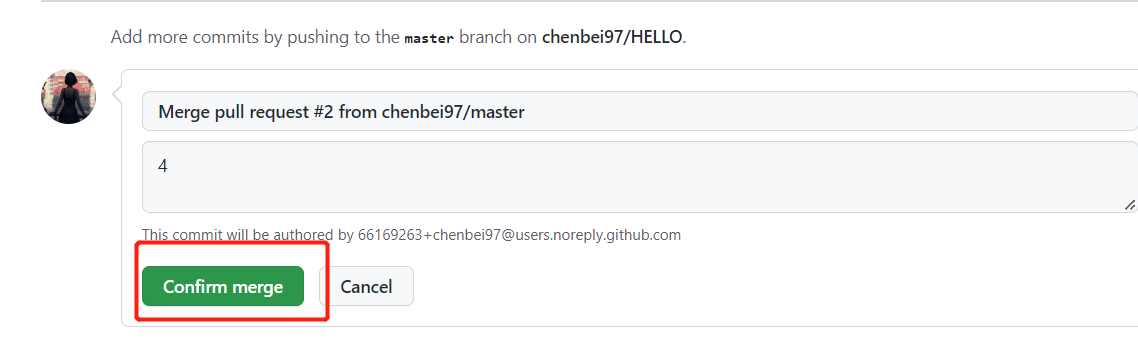 Add more commits by pushing to the master branch on chenbei97/HELLO.
Merge pull request #2 from chenbei97/master
4
This commit will be authored by 66169263+chenbei97@users.noreply.github.com
Confirm merge Cancel